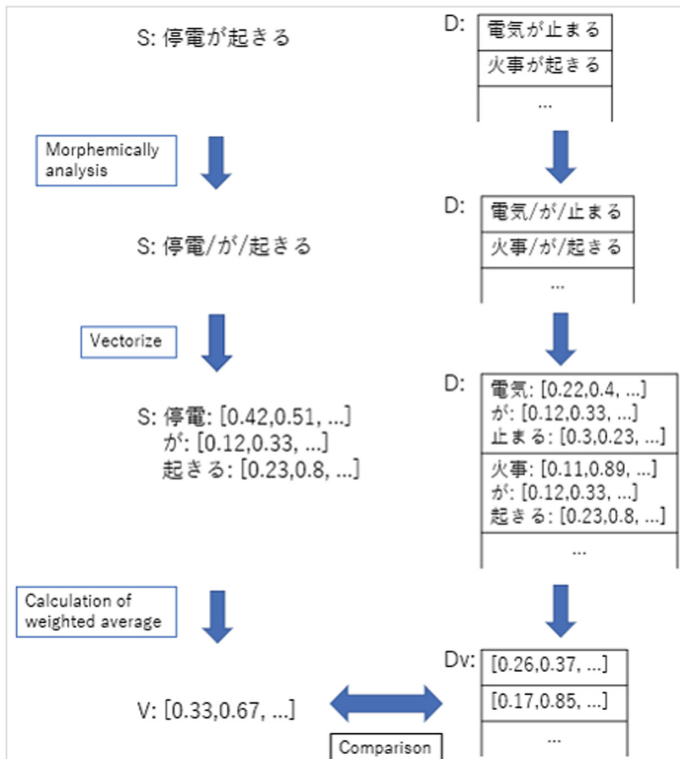 S: 停電が起きる
D:
電気が止まる
火事が起きる
...
Morphemically
analysis
S: 停電/が/起きる
D:
電気/が/止まる
火事/が/起きる
...
Vectorize
S: 停電: [0.42,0.51, ...]
が: [0.12,0.33, ...]
起きる: [0.23,0.8, ...]
D:
電気: [0.22,0.4, ...]
が: [0.12,0.33, ...]
止まる: [0.3,0.23, ...]
火事: [0.11,0.89, ...]
が: [0.12,0.33, ...]
起きる: [0.23,0.8, ...]
...
Calculation of
weighted average
V: [0.33,0.67, ...]
Dv:
[0.26,0.37, ...]
[0.17,0.85, ...]
...
Comparison